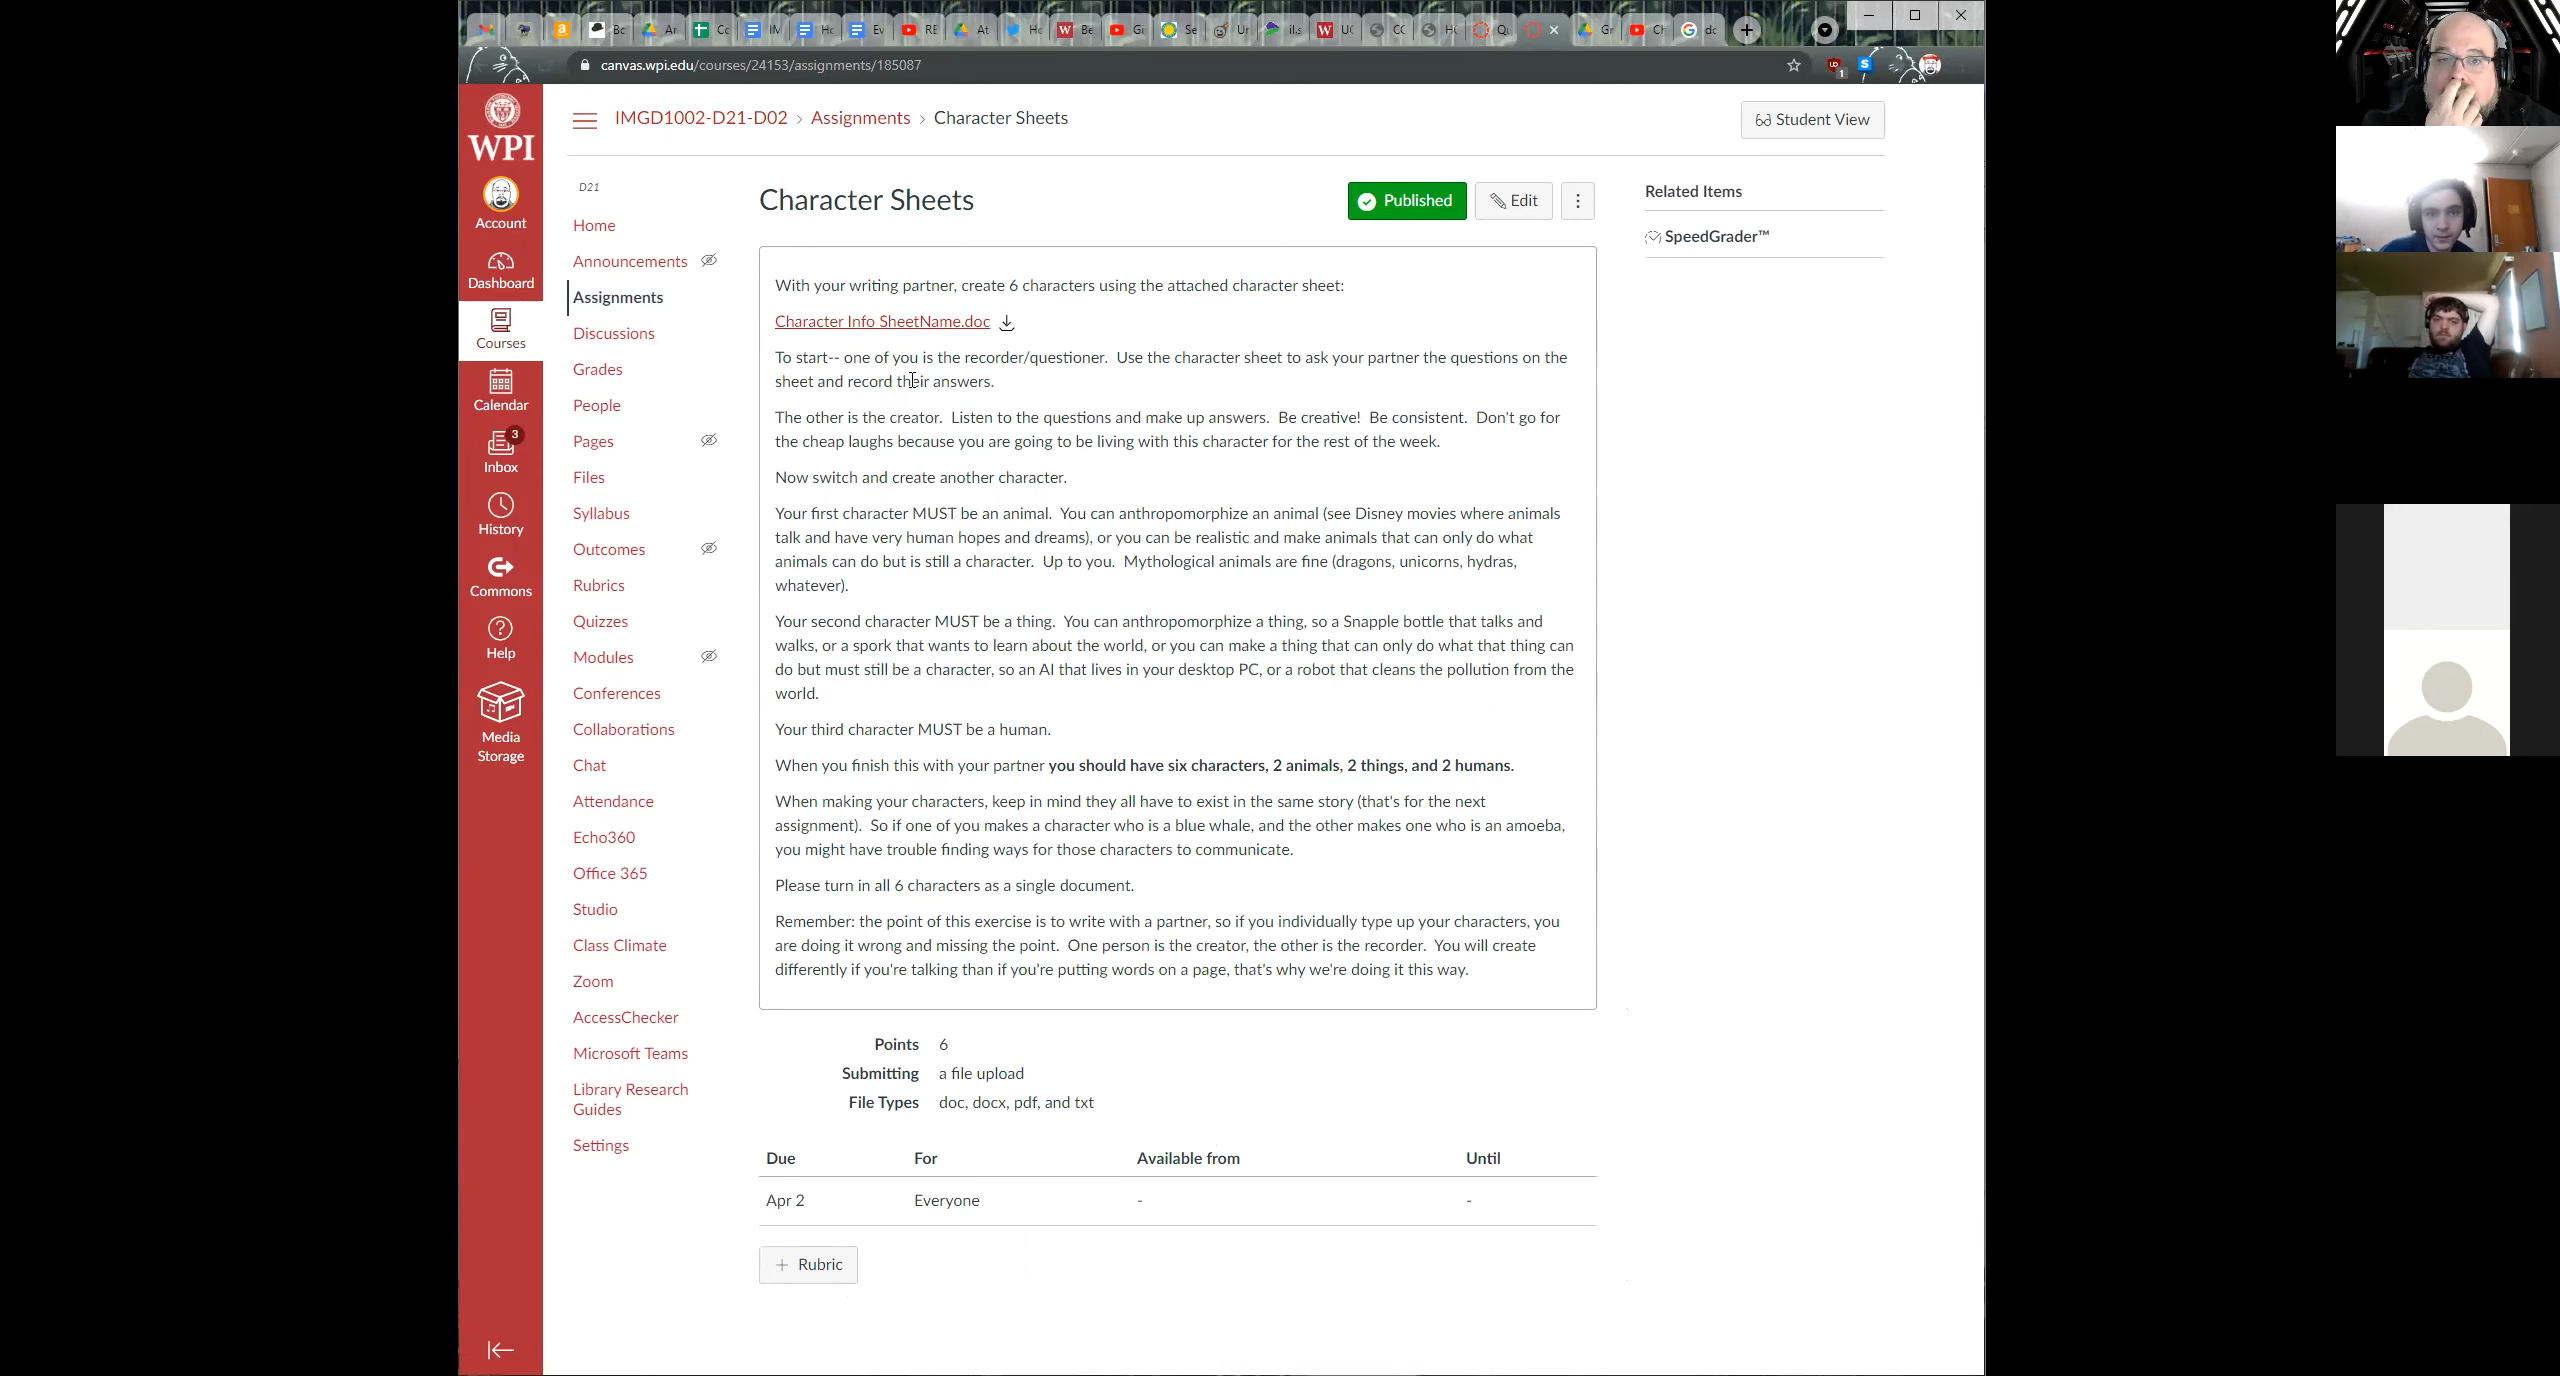 canvas.wpi.edu/courses/24153/assignments/185087
WPI
Account
Dashboard
Courses
Calendar
3
Inbox
History
Commons
Help
Media
Storage
IMGD1002-D21-D02 › Assignments › Character Sheets
Student View
D21
Home
Announcements
Assignments
Discussions
Grades
People
Pages
Files
Syllabus
Outcomes
Rubrics
Quizzes
Modules
Conferences
Collaborations
Chat
Attendance
Echo360
Office 365
Studio
Class Climate
Zoom
AccessChecker
Microsoft Teams
Library Research
Guides
Settings
Character Sheets
Published
Edit
Related Items
SpeedGrader™
With your writing partner, create 6 characters using the attached character sheet:
Character Info SheetName.doc
To start-- one of you is the recorder/questioner. Use the character sheet to ask your partner the questions on the
sheet and record their answers.
The other is the creator. Listen to the questions and make up answers. Be creative! Be consistent. Don't go for
the cheap laughs because you are going to be living with this character for the rest of the week.
Now switch and create another character.
Your first character MUST be an animal. You can anthropomorphize an animal (see Disney movies where animals
talk and have very human hopes and dreams), or you can be realistic and make animals that can only do what
animals can do but is still a character. Up to you. Mythological animals are fine (dragons, unicorns, hydras,
whatever).
Your second character MUST be a thing. You can anthropomorphize a thing, so a Snapple bottle that talks and
walks, or a spork that wants to learn about the world, or you can make a thing that can only do what that thing can
do but must still be a character, so an AI that lives in your desktop PC, or a robot that cleans the pollution from the
world.
Your third character MUST be a human.
When you finish this with your partner you should have six characters, 2 animals, 2 things, and 2 humans.
When making your characters, keep in mind they all have to exist in the same story (that's for the next
assignment). So if one of you makes a character who is a blue whale, and the other makes one who is an amoeba,
you might have trouble finding ways for those characters to communicate.
Please turn in all 6 characters as a single document.
Remember: the point of this exercise is to write with a partner, so if you individually type up your characters, you
are doing it wrong and missing the point. One person is the creator, the other is the recorder. You will create
differently if you're talking than if you're putting words on a page, that's why we're doing it this way.
Points 6
Submitting a file upload
File Types doc, docx, pdf, and txt
Due For Available from Until
Apr 2 Everyone - -
+ Rubric